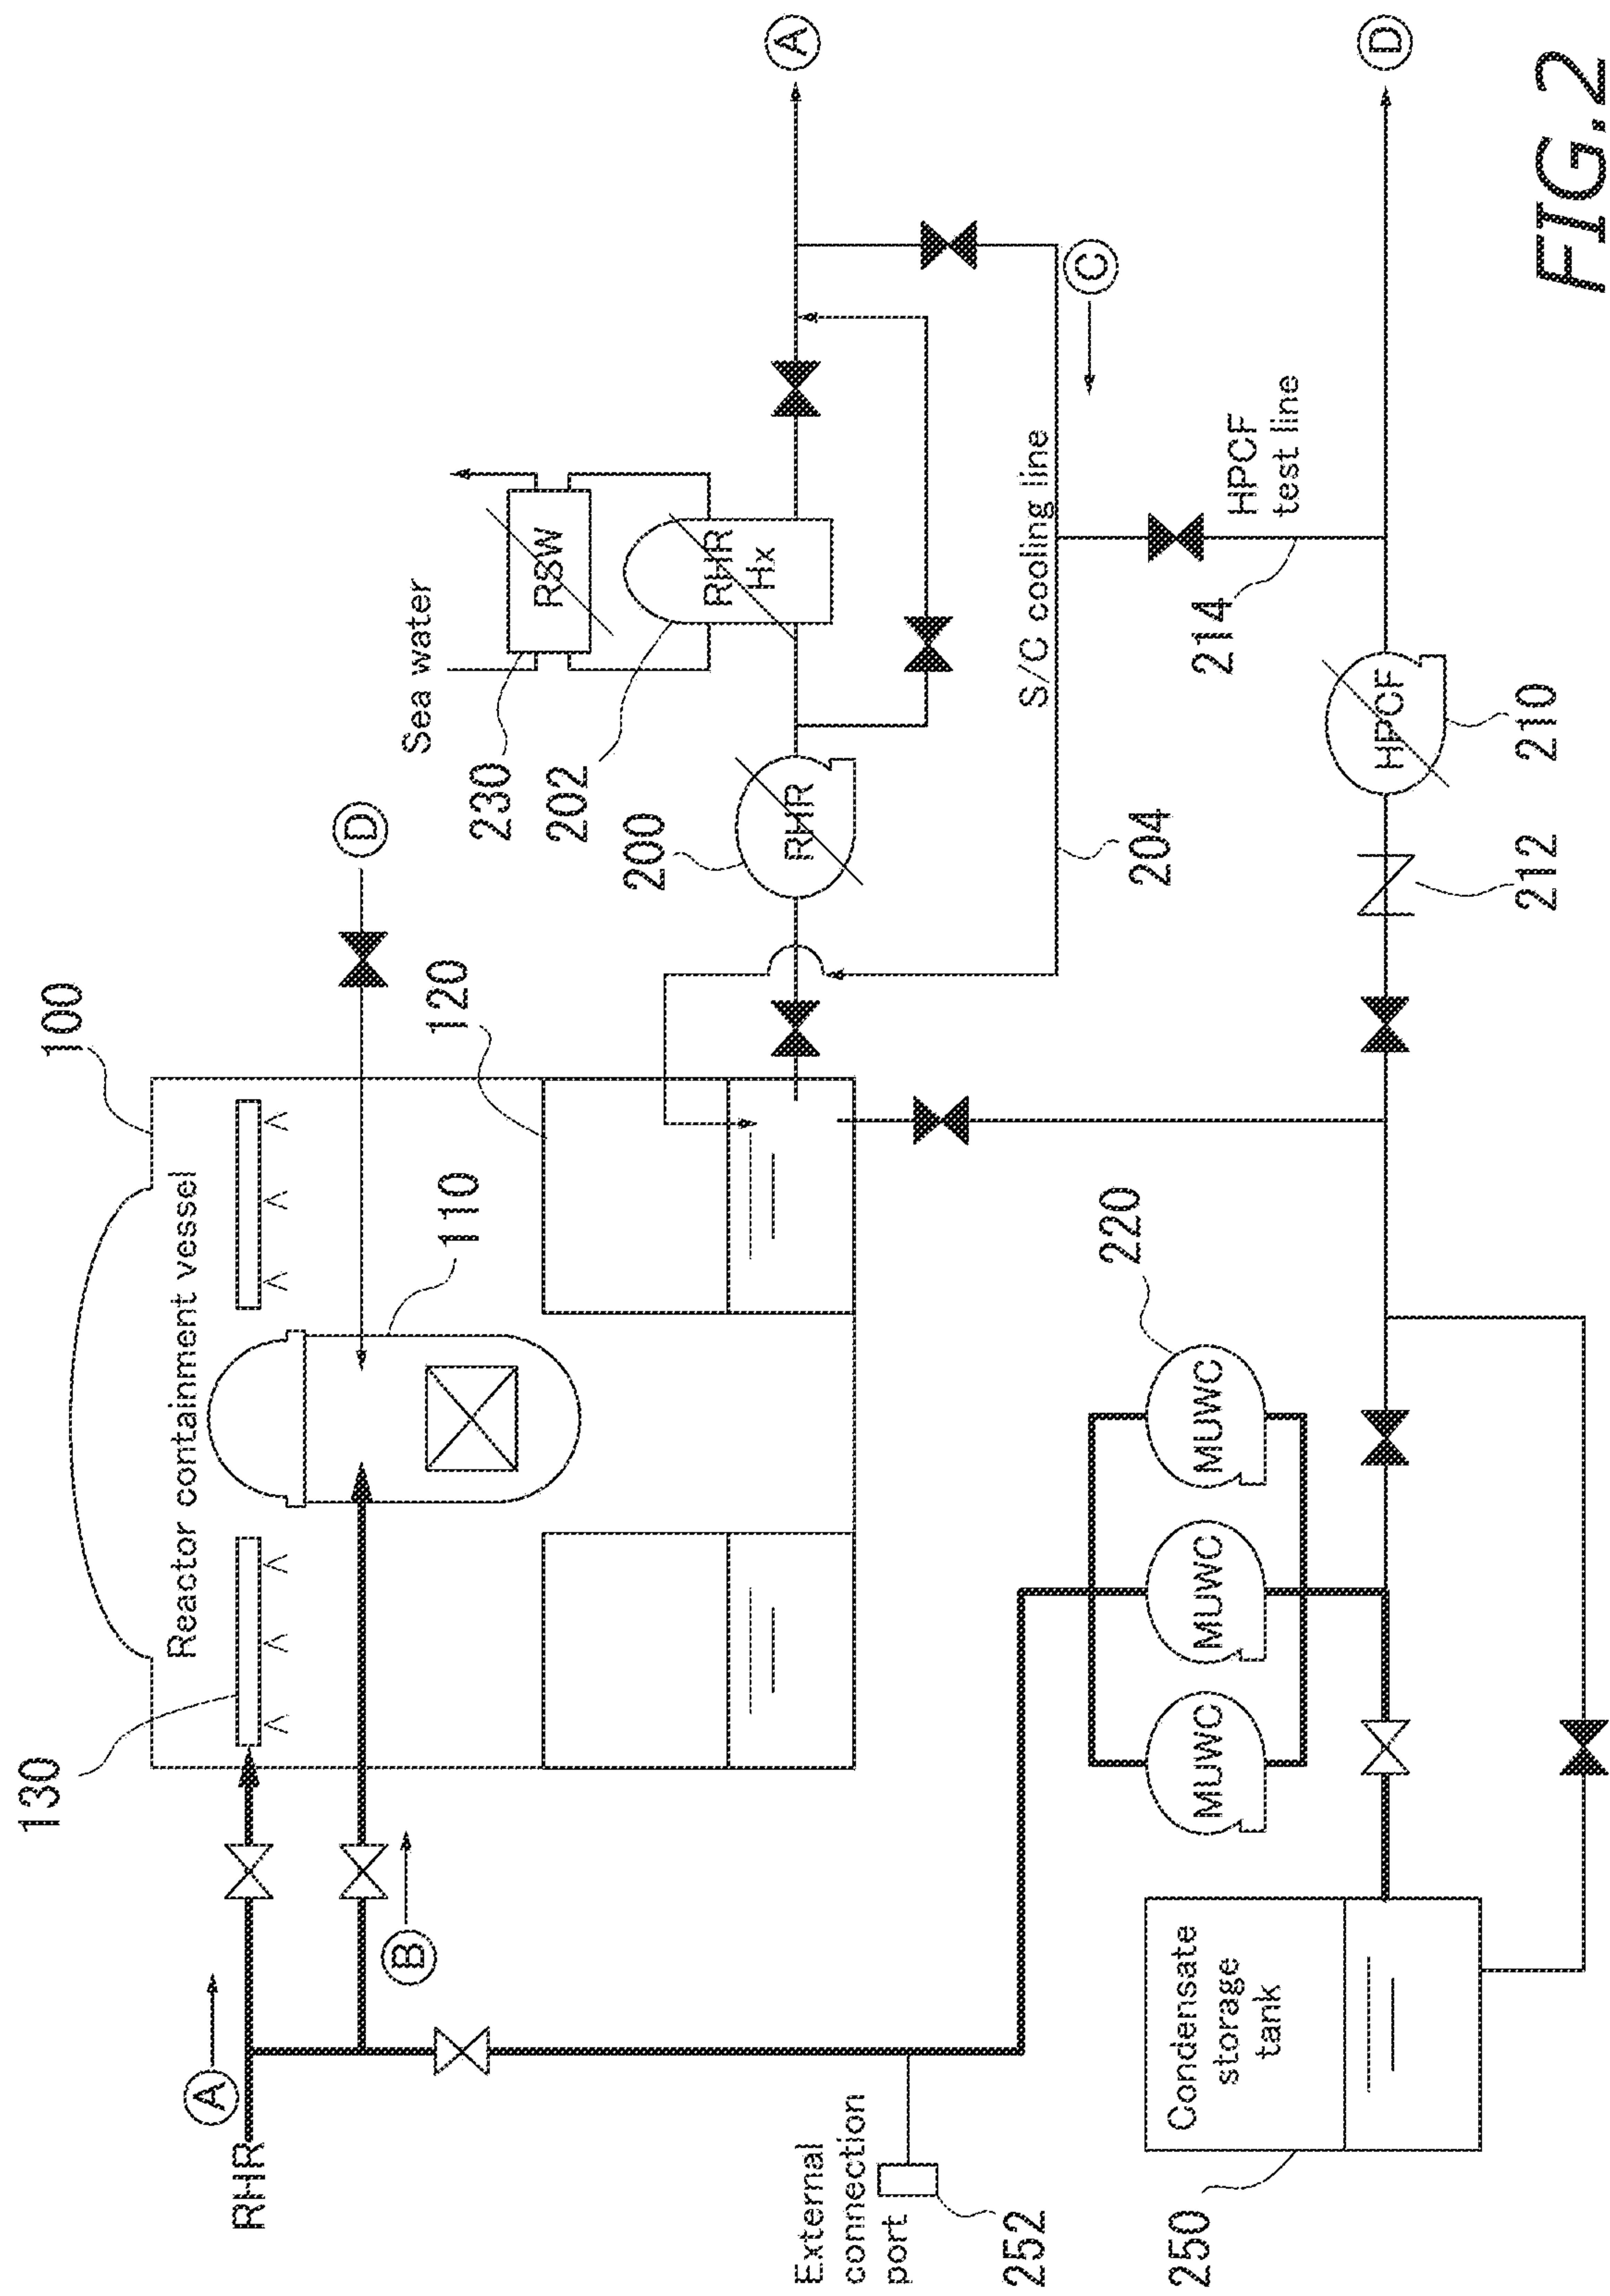 RHR
A
B
130
Reactor containment vessel
100
110
120
D
Sea water
230
RSW
202
RHR
Hx
200
RHR
A
S/C cooling line
204
C
HPCF
test line
214
HPCF
210
212
D
External
connection
port
252
Condensate
storage
tank
250
MUWC
MUWC
MUWC
220
FIG.2